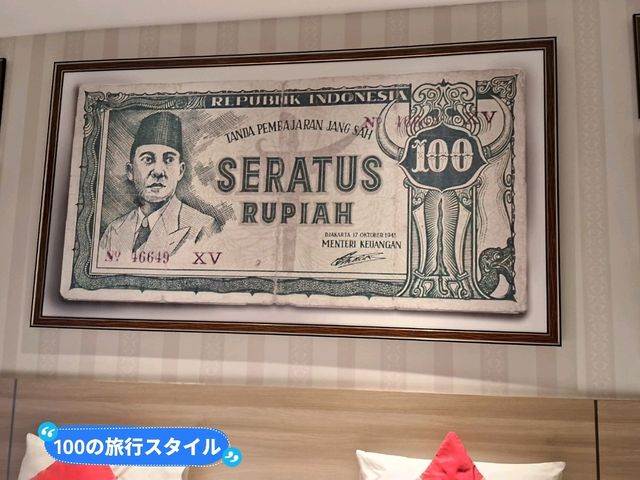 REPUBLIK INDONESIA
TANDA PEMBAJARAN JANG SAH
XV
SERATUS
100
RUPIAH
DJAKARTA 17 OKTOBER 1945
MENTERI KEUANGAN
No 46649 XV
100の旅行スタイル